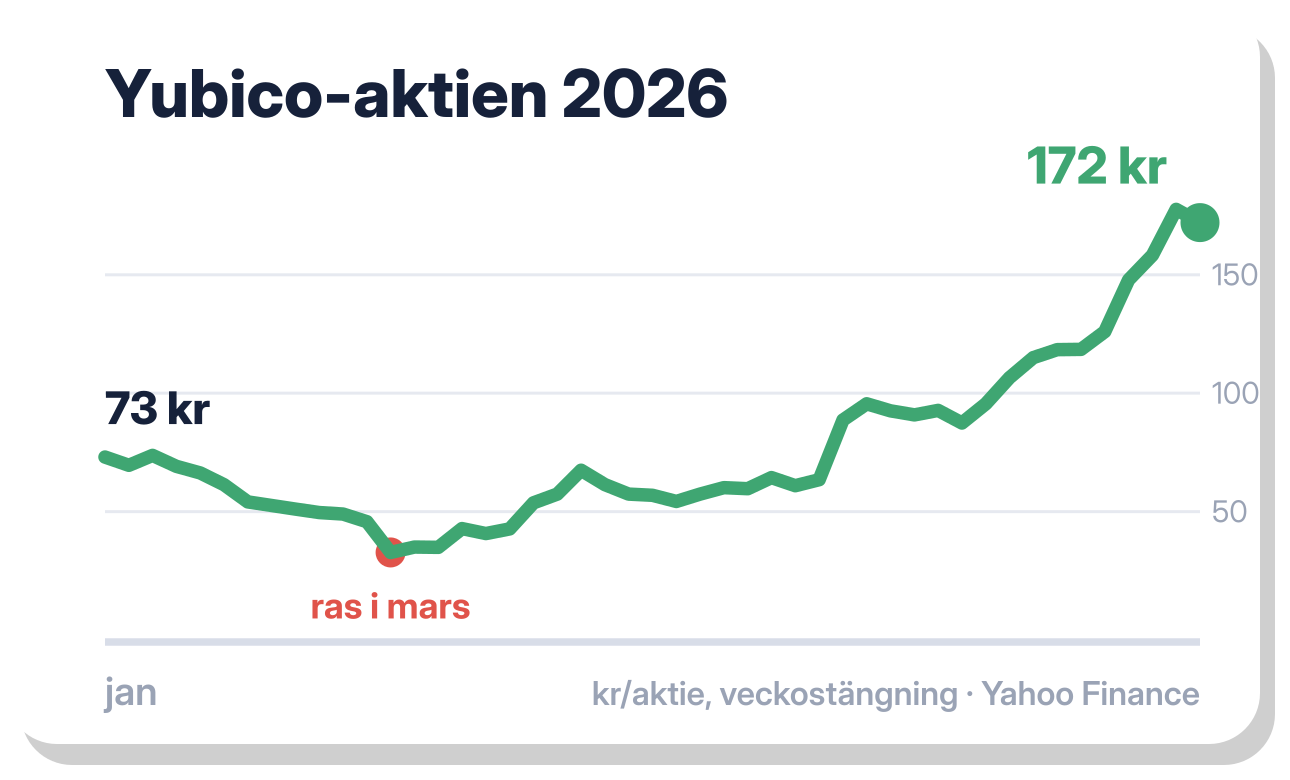 Yubico-aktien 2026
172 kr
150
100
73 kr
50
ras i mars
jan
kr/aktie, veckostängning · Yahoo Finance